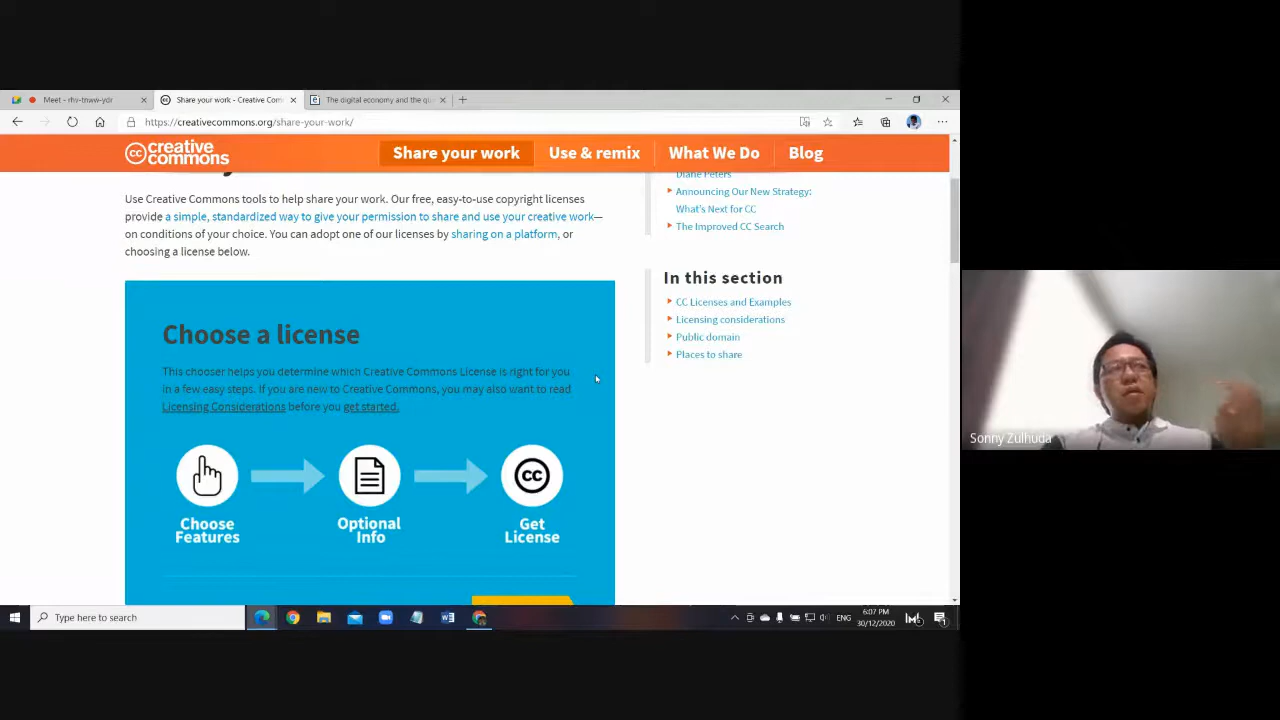 Meet - rhv-tnww-ydr
Share your work - Creative Com
The digital economy and the qu
https://creativecommons.org/share-your-work/
cc creative commons
Share your work
Use & remix
What We Do
Blog
Use Creative Commons tools to help share your work. Our free, easy-to-use copyright licenses
provide a simple, standardized way to give your permission to share and use your creative work—
on conditions of your choice. You can adopt one of our licenses by sharing on a platform, or
choosing a license below.
Diane Peters
Announcing Our New Strategy:
What's Next for CC
The Improved CC Search
In this section
CC Licenses and Examples
Licensing considerations
Public domain
Places to share
Choose a license
This chooser helps you determine which Creative Commons License is right for you
in a few easy steps. If you are new to Creative Commons, you may also want to read
Licensing Considerations before you get started.
cc
Choose
Features
Optional
Info
Get
License
Sonny Zulhuda
Type here to search
ENG
6:07 PM
30/12/2020